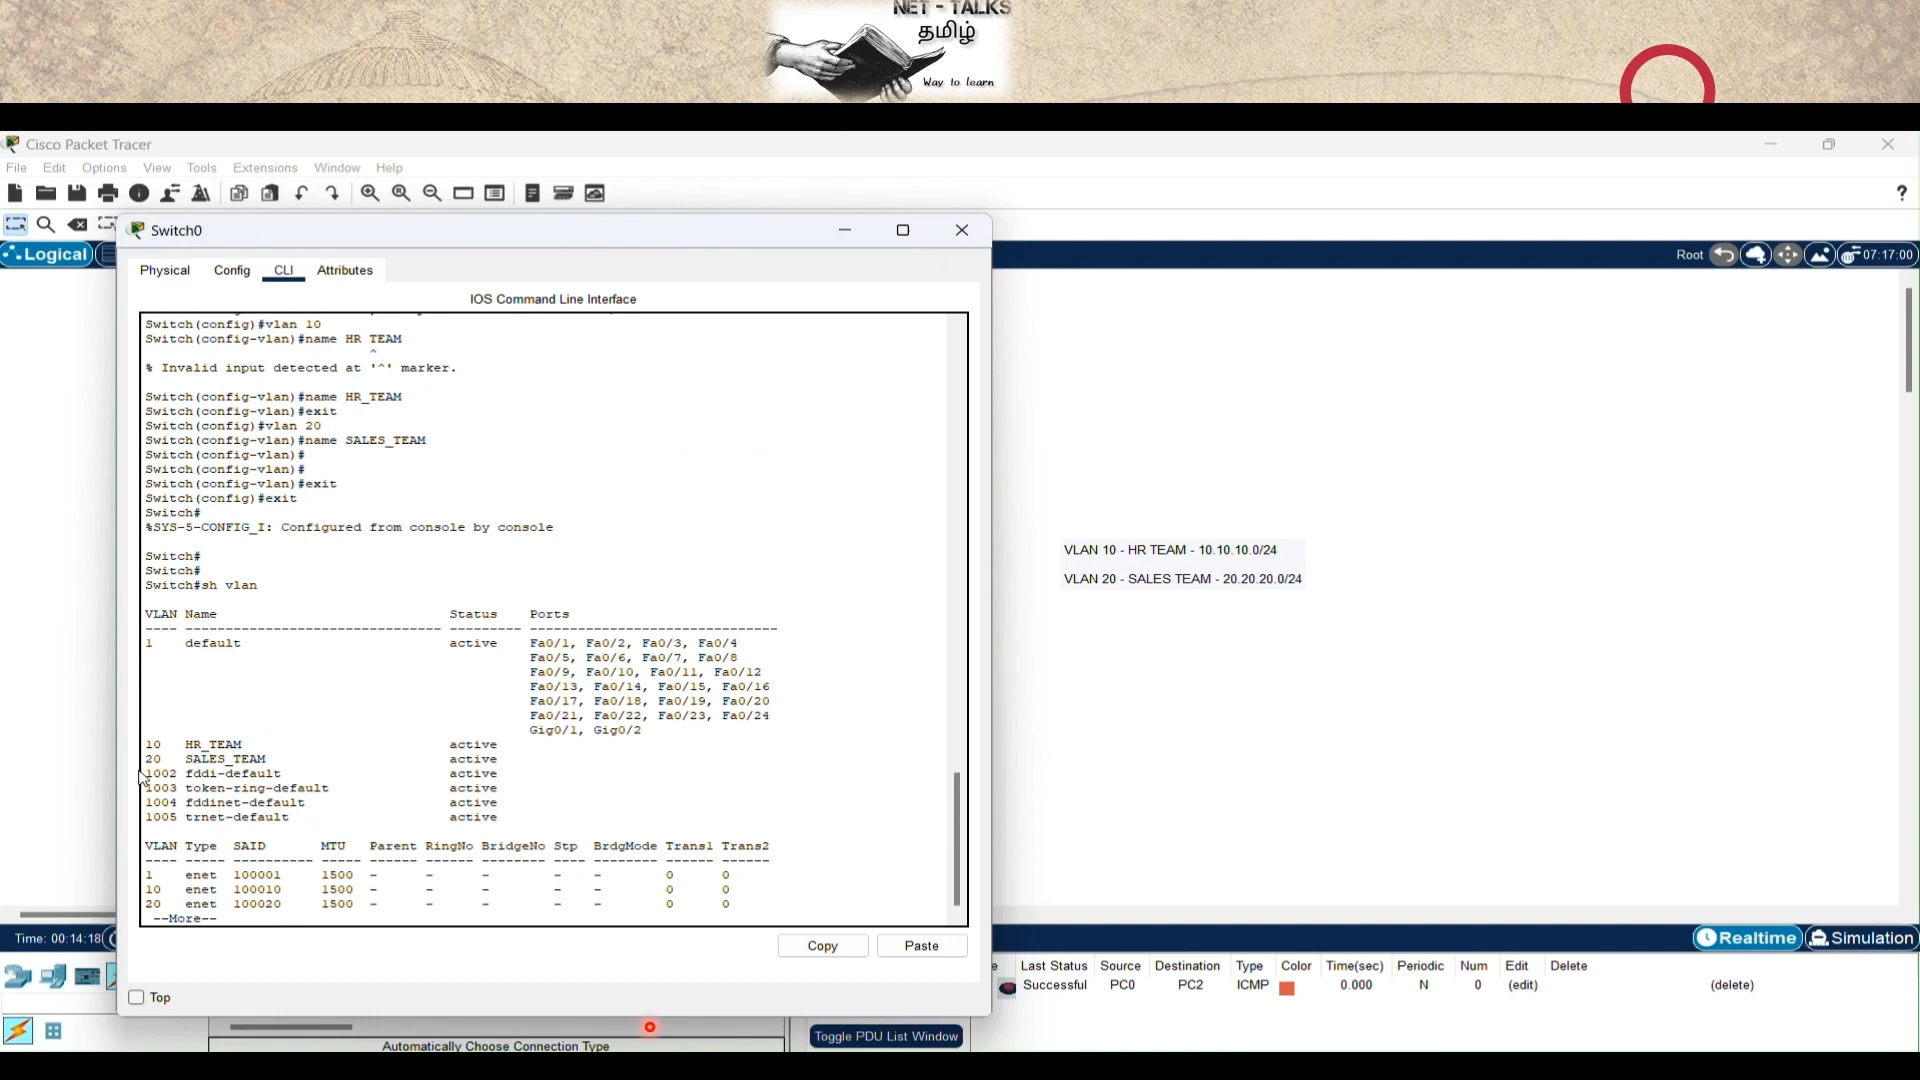 NET - TALKS
தமிழ்
Way to learn
Cisco Packet Tracer
File Edit Options View Tools Extensions Window Help
Switch0
Logical
Root
07:17:00
Physical Config CLI Attributes
IOS Command Line Interface
Switch(config)#vlan 10
Switch(config-vlan)#name HR TEAM
^
% Invalid input detected at '^' marker.
Switch(config-vlan)#name HR_TEAM
Switch(config-vlan)#exit
Switch(config)#vlan 20
Switch(config-vlan)#name SALES_TEAM
Switch(config-vlan)#
Switch(config-vlan)#
Switch(config-vlan)#exit
Switch(config)#exit
Switch#
%SYS-5-CONFIG_I: Configured from console by console
Switch#
Switch#
Switch#sh vlan
VLAN Name Status Ports
---- -------------------------------- --------- -------------------------------
1 default active Fa0/1, Fa0/2, Fa0/3, Fa0/4
Fa0/5, Fa0/6, Fa0/7, Fa0/8
Fa0/9, Fa0/10, Fa0/11, Fa0/12
Fa0/13, Fa0/14, Fa0/15, Fa0/16
Fa0/17, Fa0/18, Fa0/19, Fa0/20
Fa0/21, Fa0/22, Fa0/23, Fa0/24
Gig0/1, Gig0/2
10 HR_TEAM active
20 SALES_TEAM active
1002 fddi-default active
1003 token-ring-default active
1004 fddinet-default active
1005 trnet-default active
VLAN Type SAID MTU Parent RingNo BridgeNo Stp BrdgMode Trans1 Trans2
---- ----- ---------- ----- ------ ------ -------- ---- -------- ------ ------
1 enet 100001 1500 - - - - - 0 0
10 enet 100010 1500 - - - - - 0 0
20 enet 100020 1500 - - - - - 0 0
--More--
VLAN 10 - HR TEAM - 10.10.10.0/24
VLAN 20 - SALES TEAM - 20.20.20.0/24
Copy Paste
Top
Time: 00:14:18
Realtime Simulation
Last Status Source Destination Type Color Time(sec) Periodic Num Edit Delete
Successful PC0 PC2 ICMP 0.000 N 0 (edit) (delete)
Toggle PDU List Window
Automatically Choose Connection Type